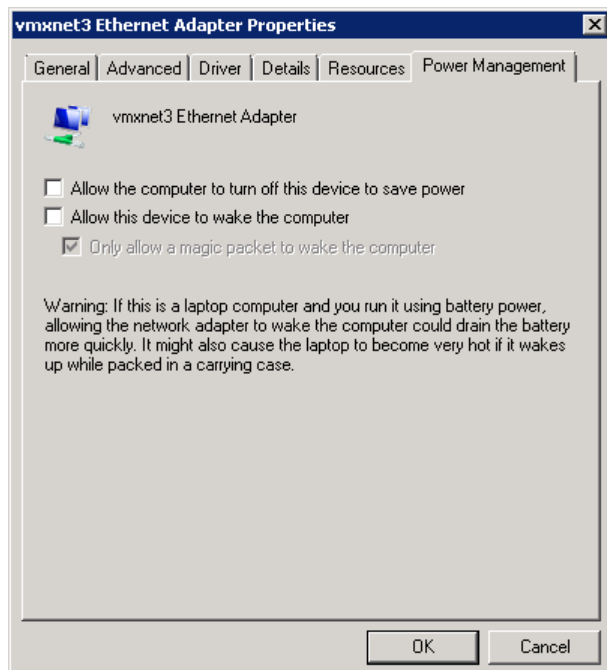 vmxnet3 Ethernet Adapter Properties
General
Advanced
Driver
Details
Resources
Power Management
vmxnet3 Ethernet Adapter
Allow the computer to turn off this device to save power
Allow this device to wake the computer
Only allow a magic packet to wake the computer
Warning: If this is a laptop computer and you run it using battery power,
allowing the network adapter to wake the computer could drain the battery
more quickly. It might also cause the laptop to become very hot if it wakes
up while packed in a carrying case.
OK
Cancel